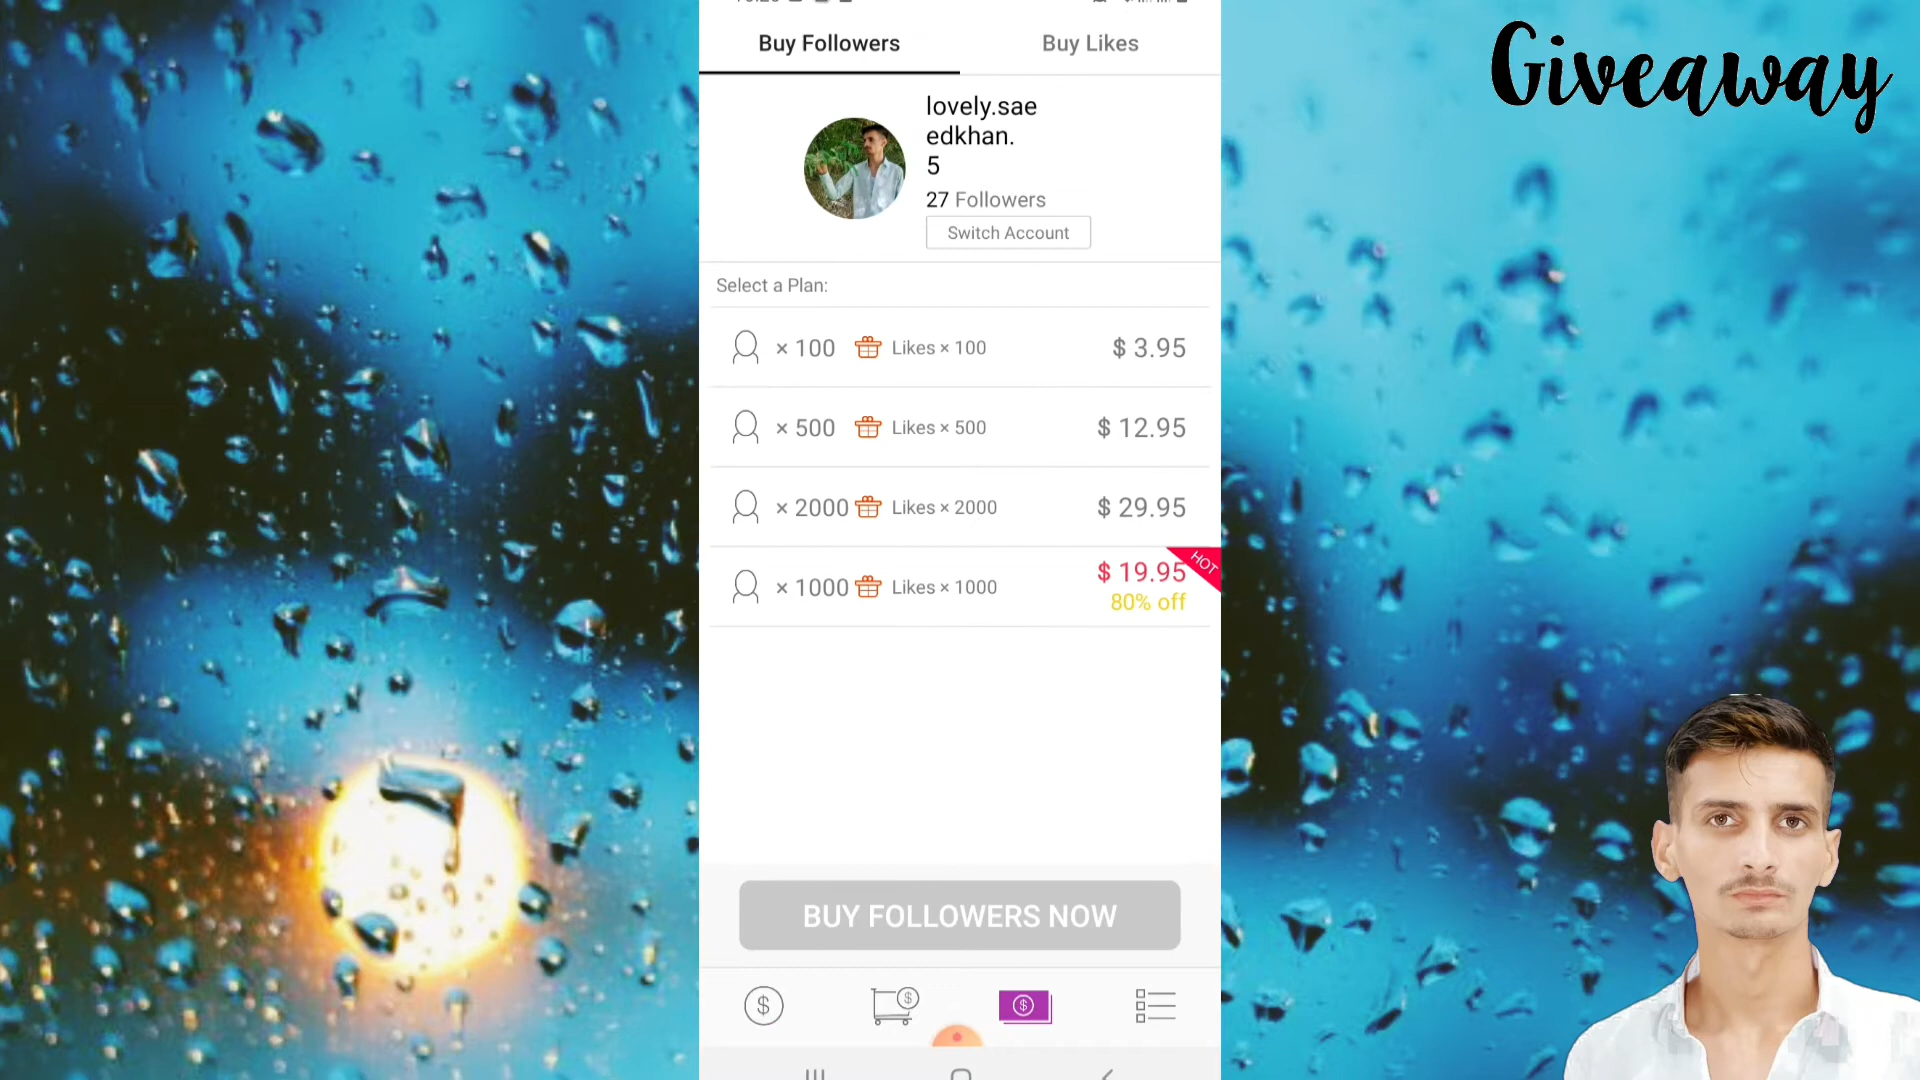 Giveaway
Buy Followers
Buy Likes
lovely.sae
edkhan.
5
27 Followers
Switch Account
Select a Plan:
× 100 Likes × 100 $ 3.95
× 500 Likes × 500 $ 12.95
× 2000 Likes × 2000 $ 29.95
HOT
× 1000 Likes × 1000 $ 19.95
80% off
BUY FOLLOWERS NOW